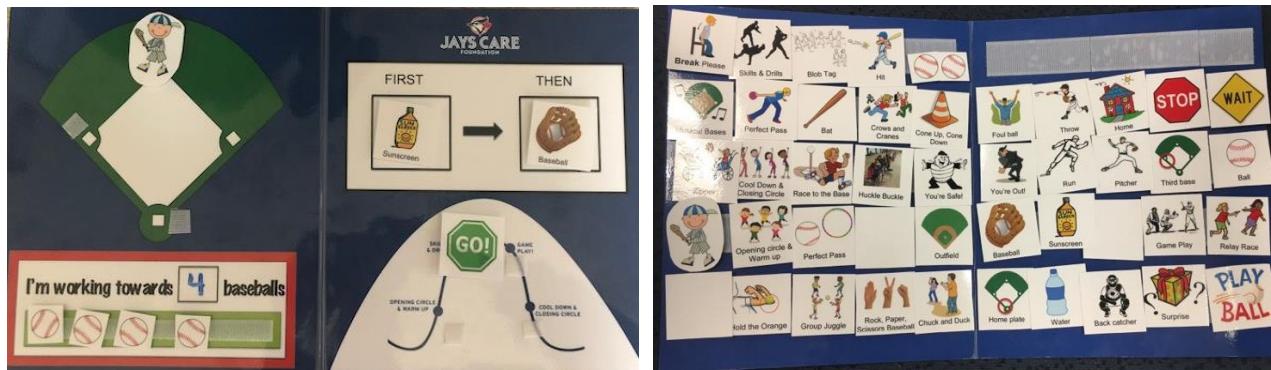 JAYS CARE
FOUNDATION
FIRST
THEN
Sunscreen
Baseball
GO!
GAME
PLAY!
OPENING CIRCLE
& WARM UP
COOL DOWN &
CLOSING CIRCLE
I'm working towards 4 baseballs
Break Please
Skills & Drills
Blob Tag
Hit
Bases
Perfect Pass
Bat
Crows and
Cranes
Cone Up, Cone
Down
Cool Down &
Closing Circle
Race to the Base
Huckle Buckle
You're Safe!
Opening circle &
Warm up
Perfect Pass
Outfield
Hold the Orange
Group Juggle
Rock, Paper,
Scissors Baseball
Chuck and Duck
Foul ball
Throw
Home
STOP
WAIT
You're Out!
Run
Pitcher
Third base
Ball
Baseball
SUN
SCREEN
Sunscreen
Game Play
Relay Race
Home plate
Water
Back catcher
Surprise
PLAY
BALL